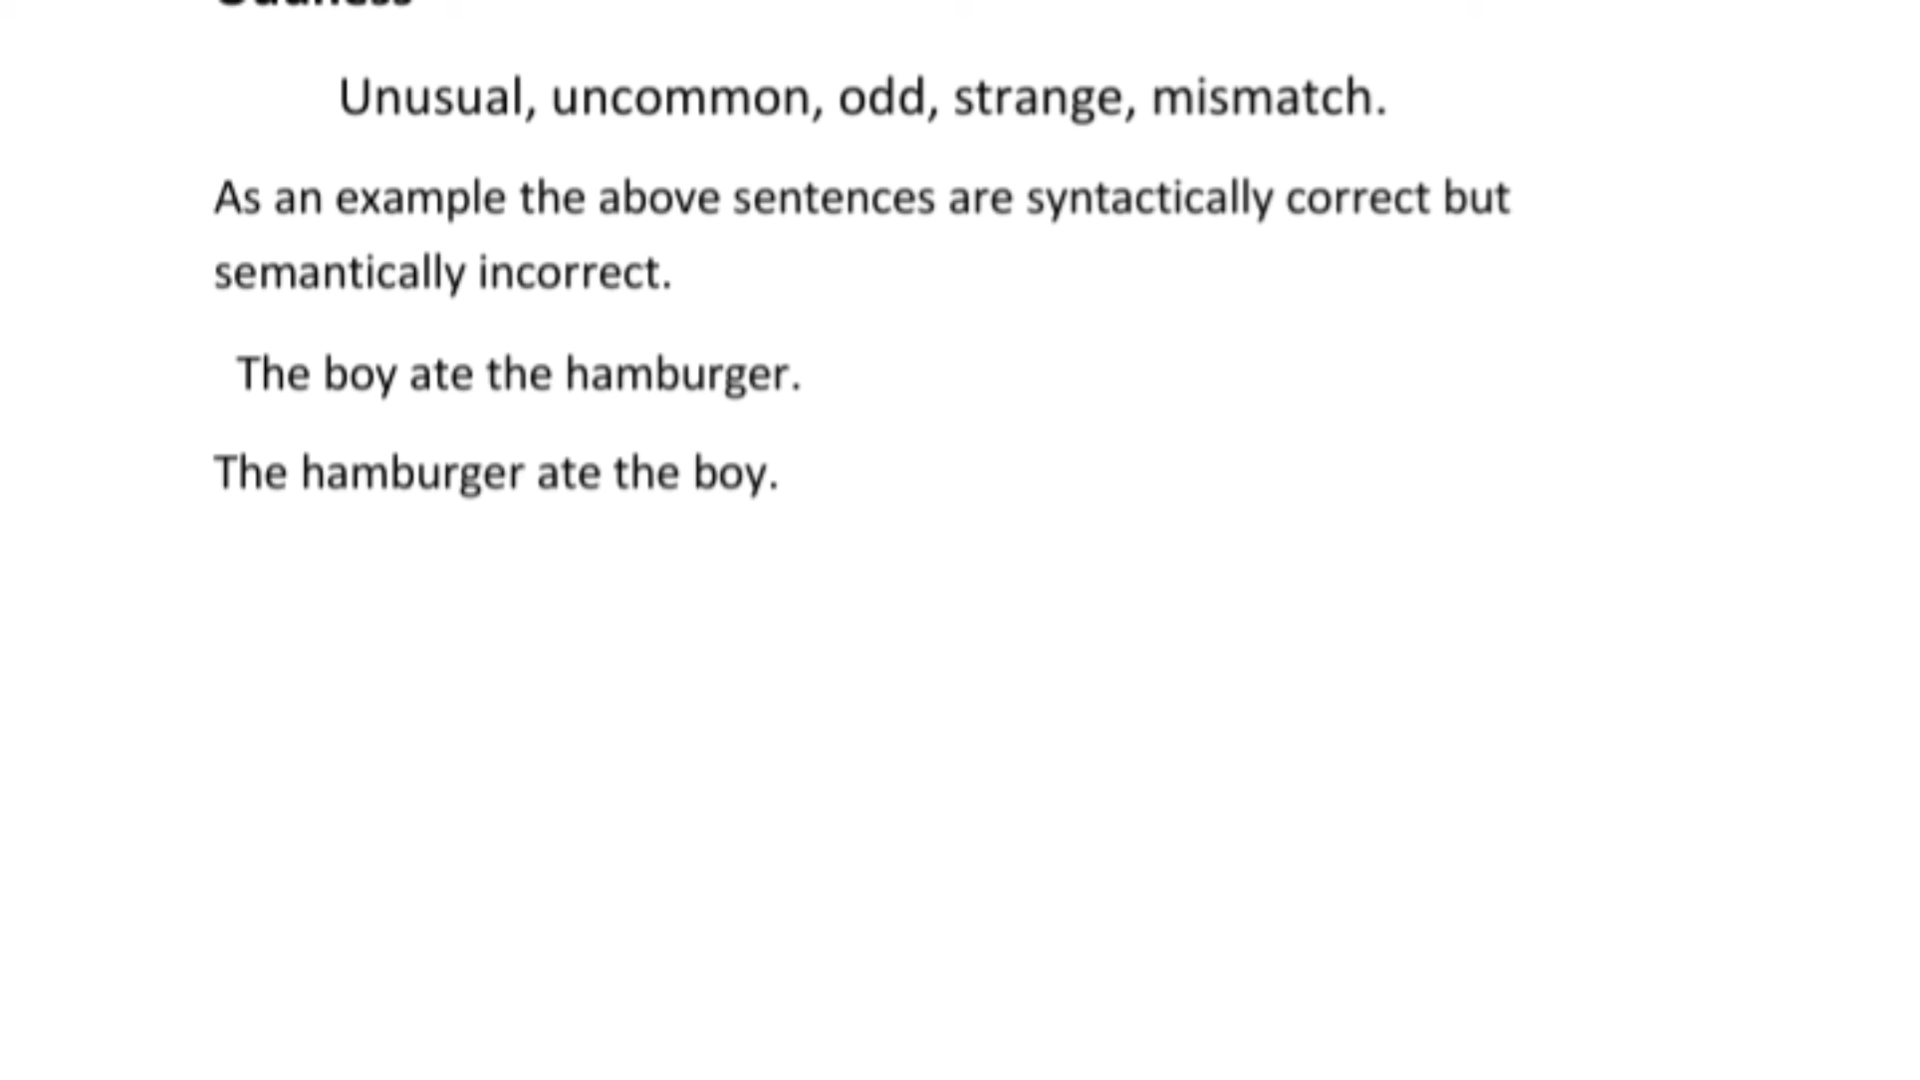 Oddness
Unusual, uncommon, odd, strange, mismatch.
As an example the above sentences are syntactically correct but
semantically incorrect.
The boy ate the hamburger.
The hamburger ate the boy.